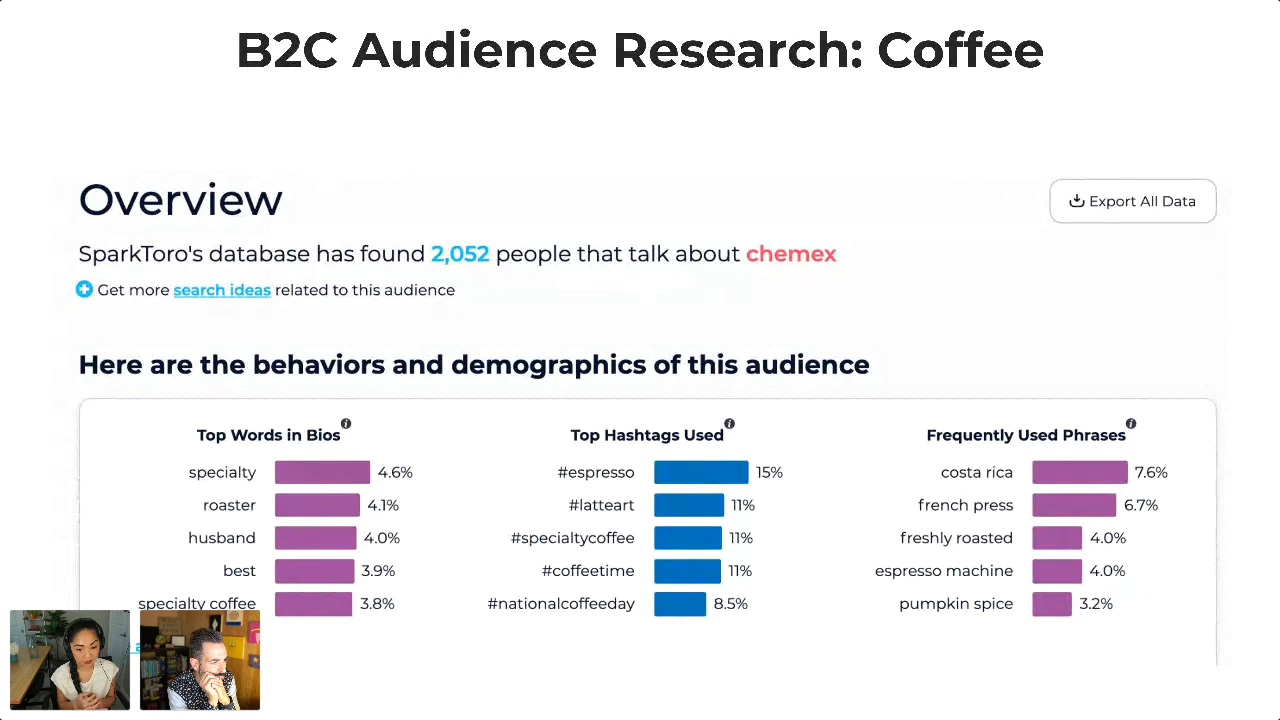 B2C Audience Research: Coffee
Overview
Export All Data
SparkToro's database has found 2,052 people that talk about chemex
Get more search ideas related to this audience
Here are the behaviors and demographics of this audience
Top Words in Bios
specialty 4.6%
roaster 4.1%
husband 4.0%
best 3.9%
specialty coffee 3.8%
Top Hashtags Used
#espresso 15%
#latteart 11%
#specialtycoffee 11%
#coffeetime 11%
#nationalcoffeeday 8.5%
Frequently Used Phrases
costa rica 7.6%
french press 6.7%
freshly roasted 4.0%
espresso machine 4.0%
pumpkin spice 3.2%